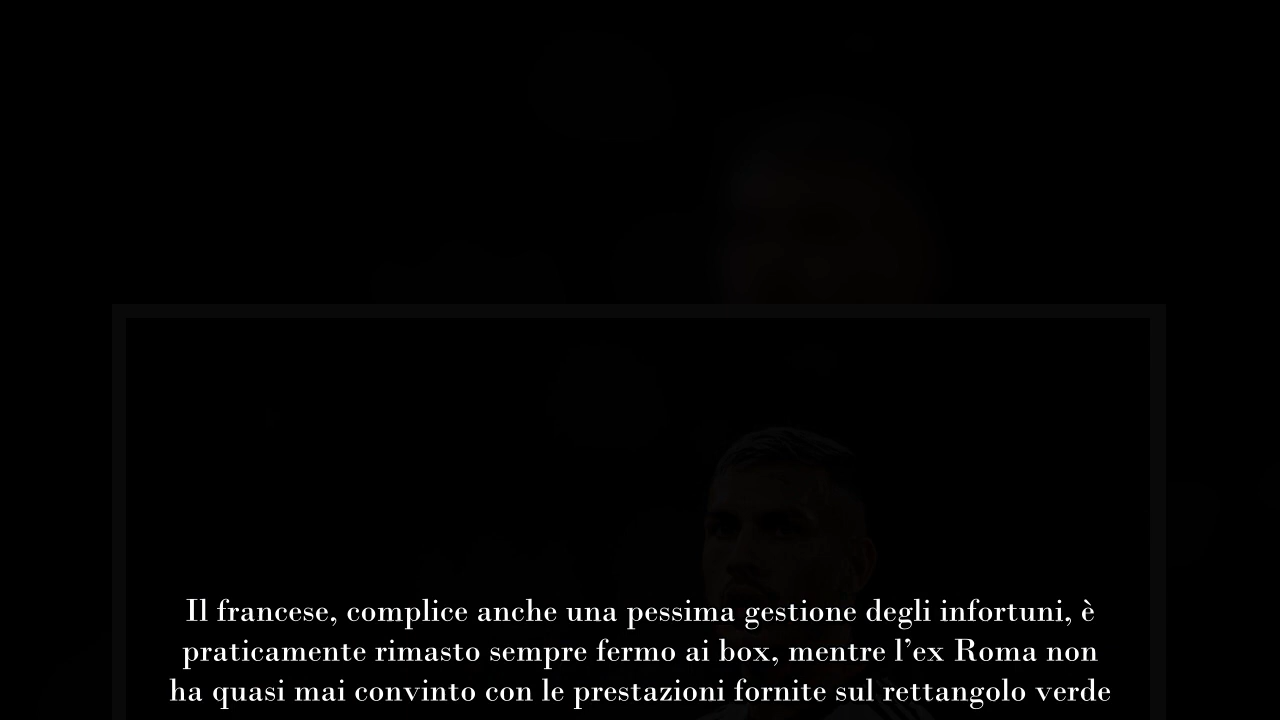 Il francese, complice anche una pessima gestione degli infortuni, è
praticamente rimasto sempre fermo ai box, mentre l’ex Roma non
ha quasi mai convinto con le prestazioni fornite sul rettangolo verde